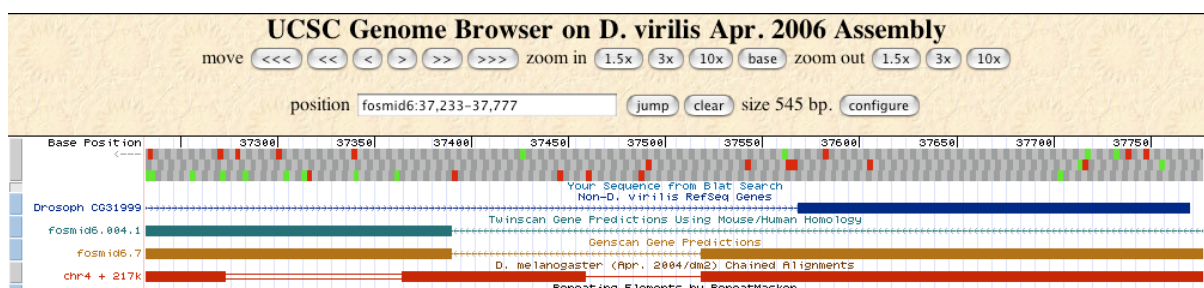 UCSC Genome Browser on D. virilis Apr. 2006 Assembly
move <<< << < > >> >>> zoom in 1.5x 3x 10x base zoom out 1.5x 3x 10x
position fosmid6:37,233-37,777 jump clear size 545 bp. configure
Base Position 37300| 37350| 37400| 37450| 37500| 37550| 37600| 37650| 37700| 37750|
<---
Your Sequence from Blat Search
Non-D. virilis RefSeq Genes
Drosoph CG31999
Twinscan Gene Predictions Using Mouse/Human Homology
fosmid6.004.1
Genscan Gene Predictions
fosmid6.7
D. melanogaster (Apr. 2004/dm2) Chained Alignments
chr4 + 217k
Repeating Elements by RepeatMasker